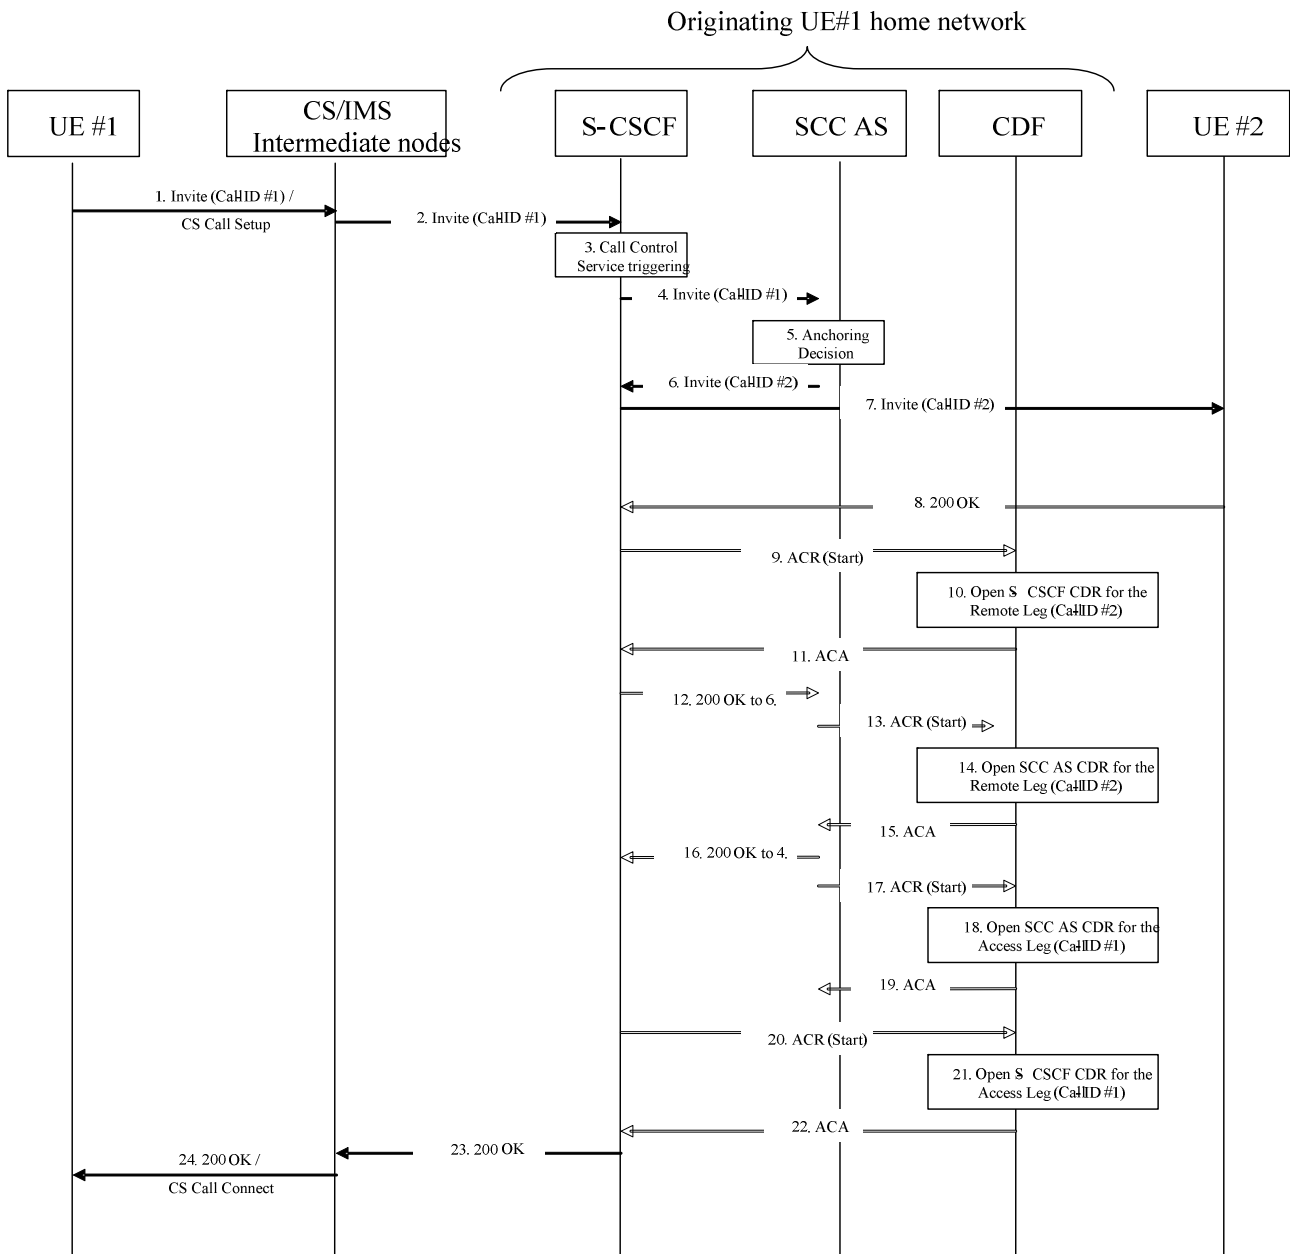 Originating UE#1 home network
UE #1
CS/IMS
Intermediate nodes
S-CSCF
SCC AS
CDF
UE #2
1. Invite (Call-ID #1) /
CS Call Setup
2. Invite (Call-ID #1)
3. Call Control
Service triggering
4. Invite (Call-ID #1)
5. Anchoring
Decision
6. Invite (Call-ID #2)
7. Invite (Call-ID #2)
8. 200 OK
9. ACR (Start)
10. Open S-CSCF CDR for the
Remote Leg (Call-ID #2)
11. ACA
12. 200 OK to 6.
13. ACR (Start)
14. Open SCC AS CDR for the
Remote Leg (Call-ID #2)
15. ACA
16. 200 OK to 4.
17. ACR (Start)
18. Open SCC AS CDR for the
Access Leg (Call-ID #1)
19. ACA
20. ACR (Start)
21. Open S-CSCF CDR for the
Access Leg (Call-ID #1)
22. ACA
23. 200 OK
24. 200 OK /
CS Call Connect